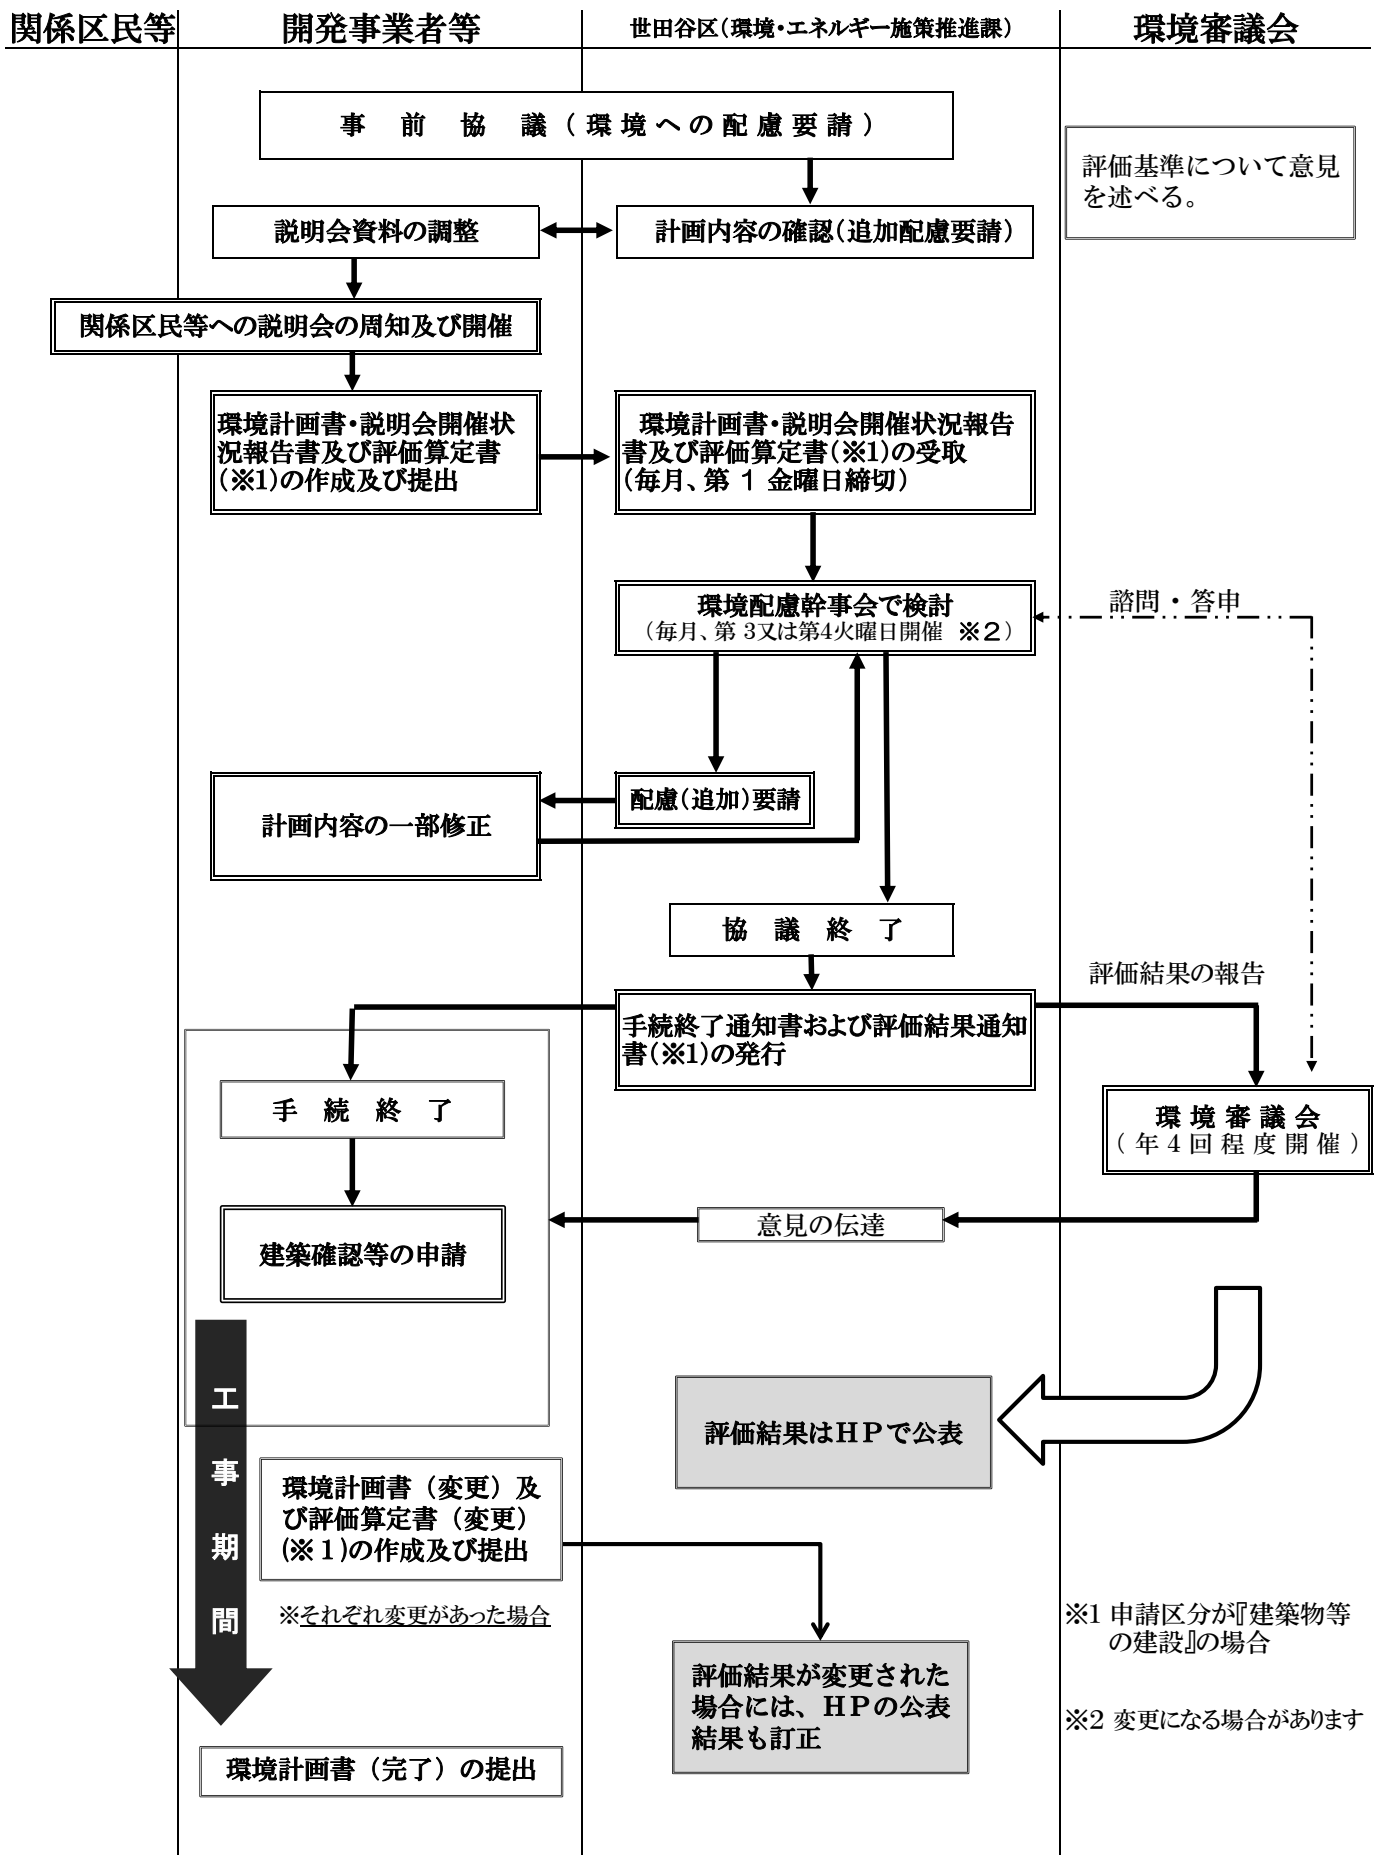 関係区民等
開発事業者等
世田谷区（環境・エネルギー施策推進課）
環境審議会
事前協議（環境への配慮要請）
評価基準について意見
を述べる。
説明会資料の調整
計画内容の確認（追加配慮要請）
関係区民等への説明会の周知及び開催
環境計画書・説明会開催状
況報告書及び評価算定書
（※1）の作成及び提出
環境計画書・説明会開催状況報告
書及び評価算定書（※1）の受取
（毎月、第 1 金曜日締切）
環境配慮幹事会で検討
（毎月、第 3又は第4火曜日開催 ※2）
諮問 ・ 答申
配慮（追加）要請
計画内容の一部修正
協議終了
評価結果の報告
手続終了通知書および評価結果通知
書（※1）の発行
手続終了
環境審議会
（年4回程度開催）
意見の伝達
建築確認等の申請
評価結果はHPで公表
工事期間
環境計画書（変更）及
び評価算定書（変更）
(※1)の作成及び提出
※それぞれ変更があった場合
※1 申請区分が『建築物等
の建設』の場合
評価結果が変更された
場合には、HPの公表
結果も訂正
※2 変更になる場合があります
環境計画書（完了）の提出